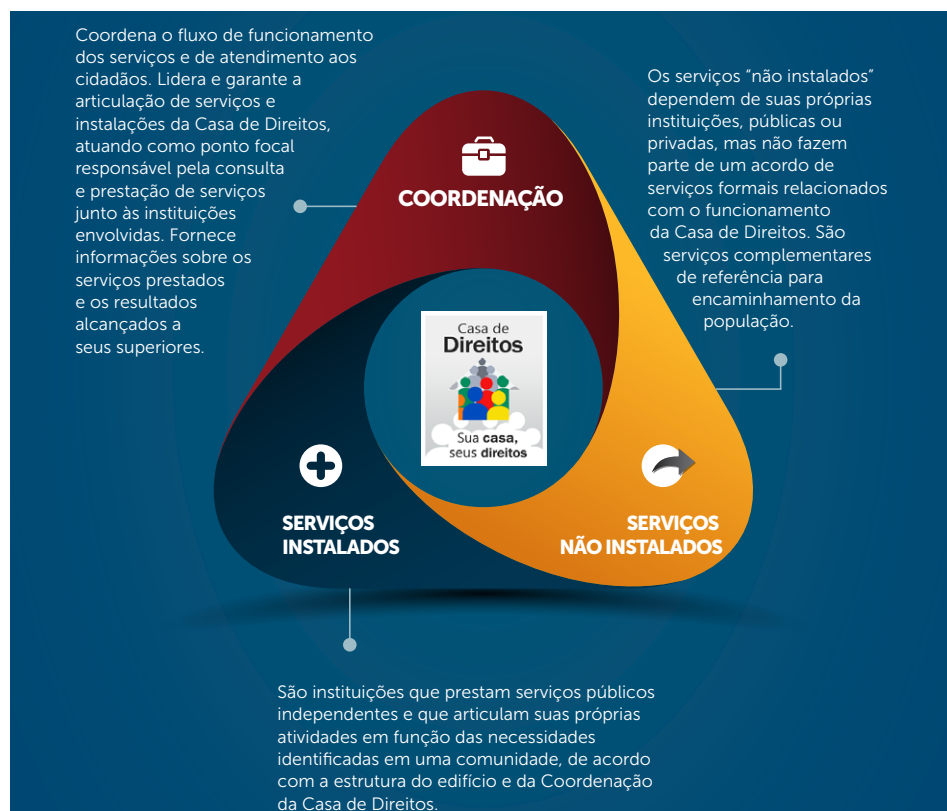 Coordena o fluxo de funcionamento
dos serviços e de atendimento aos
cidadãos. Lidera e garante a
articulação de serviços e
instalações da Casa de Direitos,
atuando como ponto focal
responsável pela consulta
e prestação de serviços
junto às instituições
envolvidas. Fornece
informações sobre os
serviços prestados
e os resultados
alcançados a
seus superiores.
Os serviços “não instalados”
dependem de suas próprias
instituições, públicas ou
privadas, mas não fazem
parte de um acordo de
serviços formais relacionados
com o funcionamento
da Casa de Direitos. São
serviços complementares
de referência para
encaminhamento da
população.
COORDENAÇÃO
Casa de
Direitos
Sua casa,
seus direitos
SERVIÇOS
INSTALADOS
SERVIÇOS
NÃO INSTALADOS
São instituições que prestam serviços públicos
independentes e que articulam suas próprias
atividades em função das necessidades
identificadas em uma comunidade, de acordo
com a estrutura do edifício e da Coordenação
da Casa de Direitos.